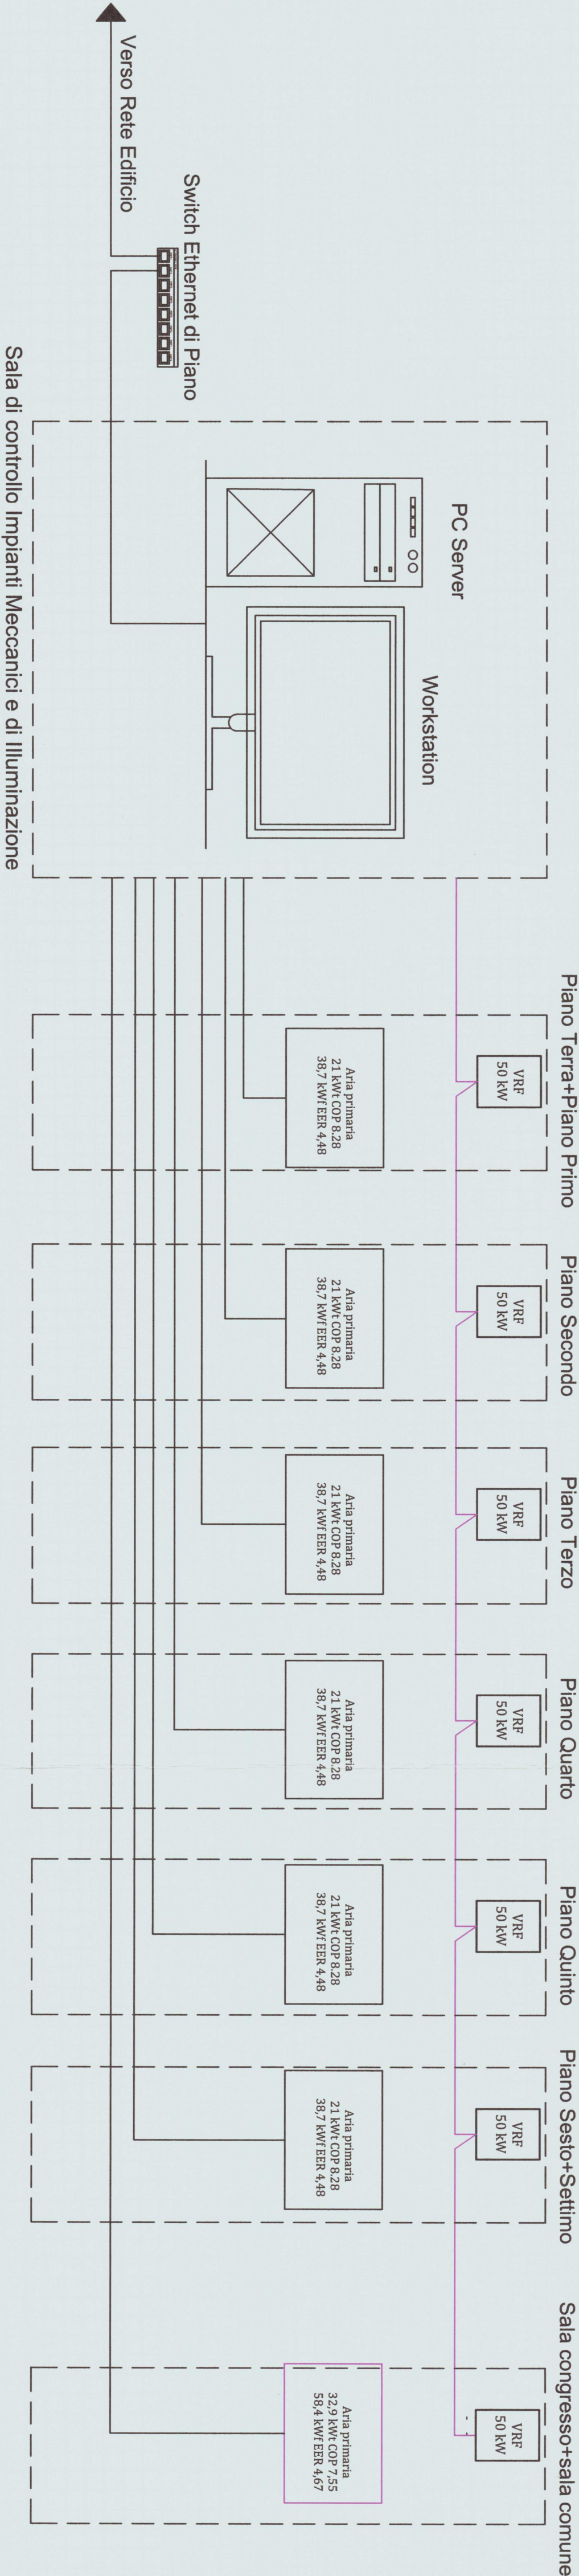 Verso Rete Edificio
Switch Ethernet di Piano
Sala di controllo Impianti Meccanici e di Illuminazione
PC Server
Workstation
Piano Terra+Piano Primo
VRF
50 kW
Aria primaria
21 kWt COP 8.28
38,7 kWf EER 4,48
Piano Secondo
VRF
50 kW
Aria primaria
21 kWt COP 8.28
38,7 kWf EER 4,48
Piano Terzo
VRF
50 kW
Aria primaria
21 kWt COP 8.28
38,7 kWf EER 4,48
Piano Quarto
VRF
50 kW
Aria primaria
21 kWt COP 8.28
38,7 kWf EER 4,48
Piano Quinto
VRF
50 kW
Aria primaria
21 kWt COP 8.28
38,7 kWf EER 4,48
Piano Sesto+Settimo
VRF
50 kW
Aria primaria
21 kWt COP 8.28
38,7 kWf EER 4,48
Sala congresso+sala comune
VRF
50 kW
Aria primaria
32,9 kWt COP 7,55
58,4 kWf EER 4,67